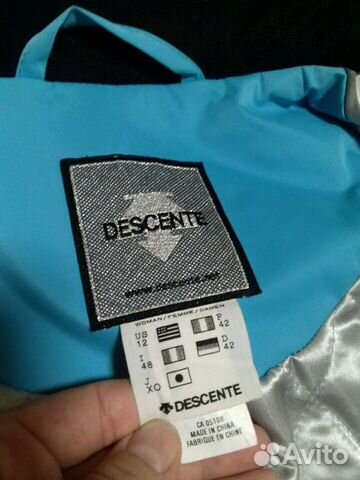 DESCENTE
www.descente.net
WOMAN/FEMME/DAMEN
US 12 F 42
I 48 D 42
J XO
DESCENTE
CA 05108
MADE IN CHINA
FABRIQUE EN CHINE
Avito